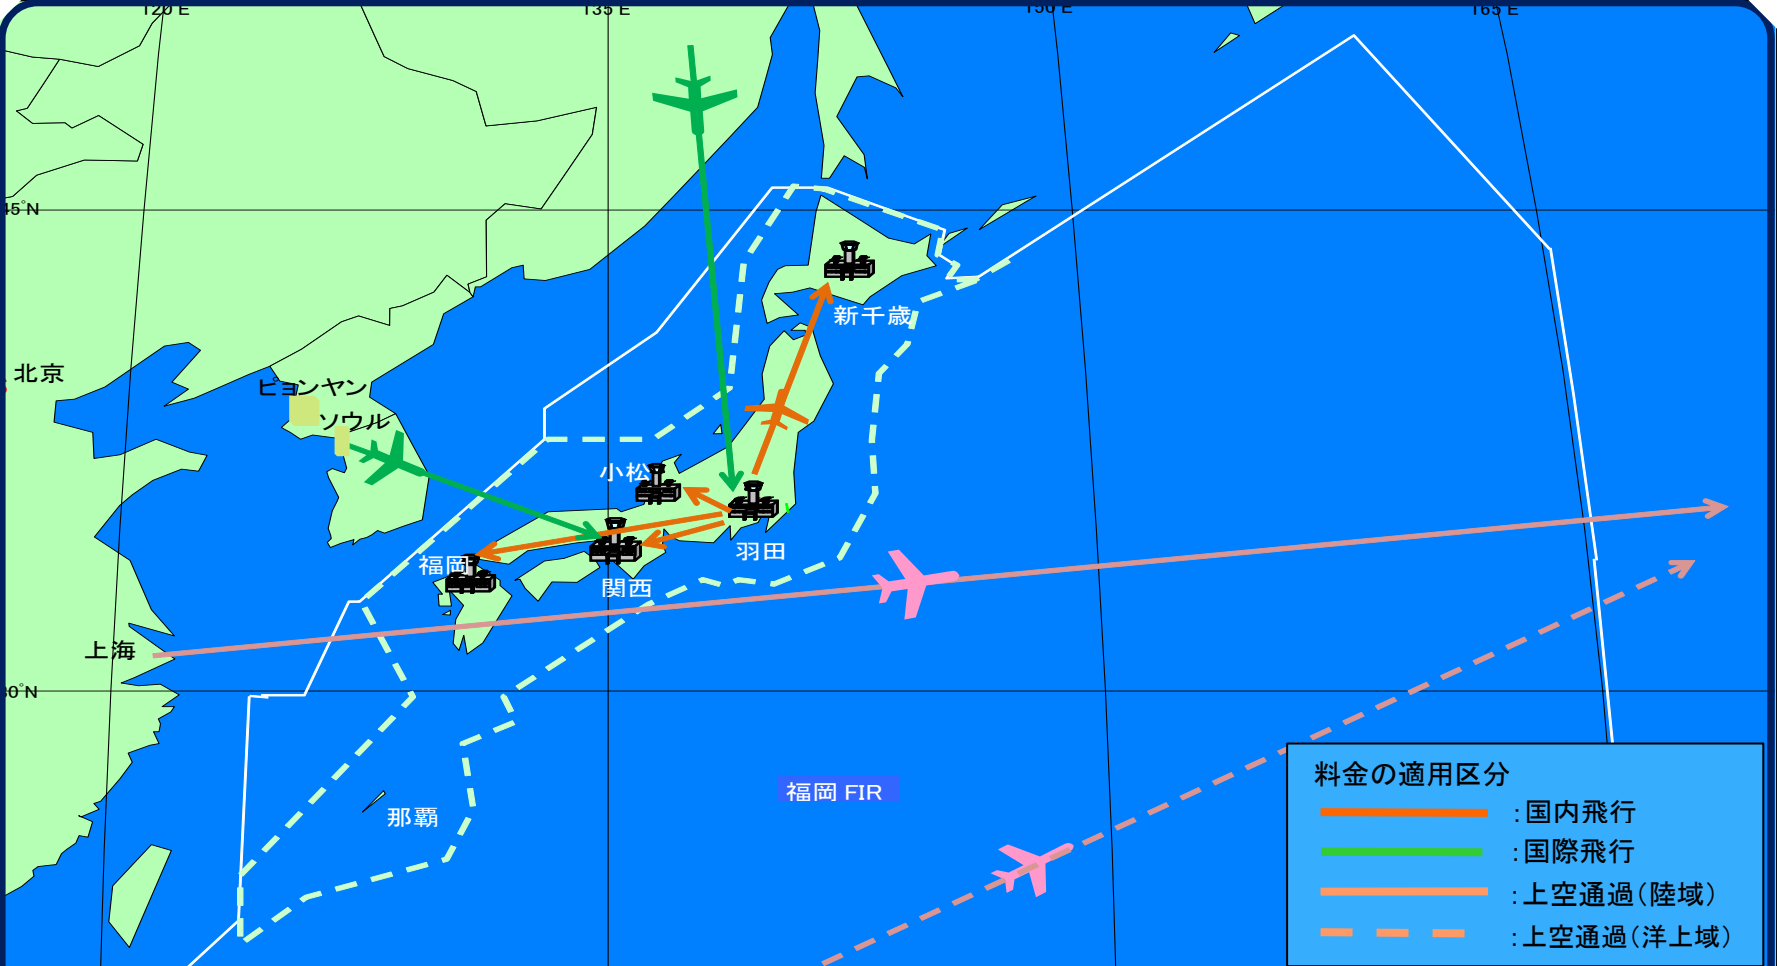 120 E
135 E
150 E
165 E
45°N
北京
ピョンヤン
ソウル
新千歳
小松
羽田
福岡
関西
上海
30°N
那覇
福岡 FIR
料金の適用区分
:国内飛行
:国際飛行
:上空通過(陸域)
:上空通過(洋上域)